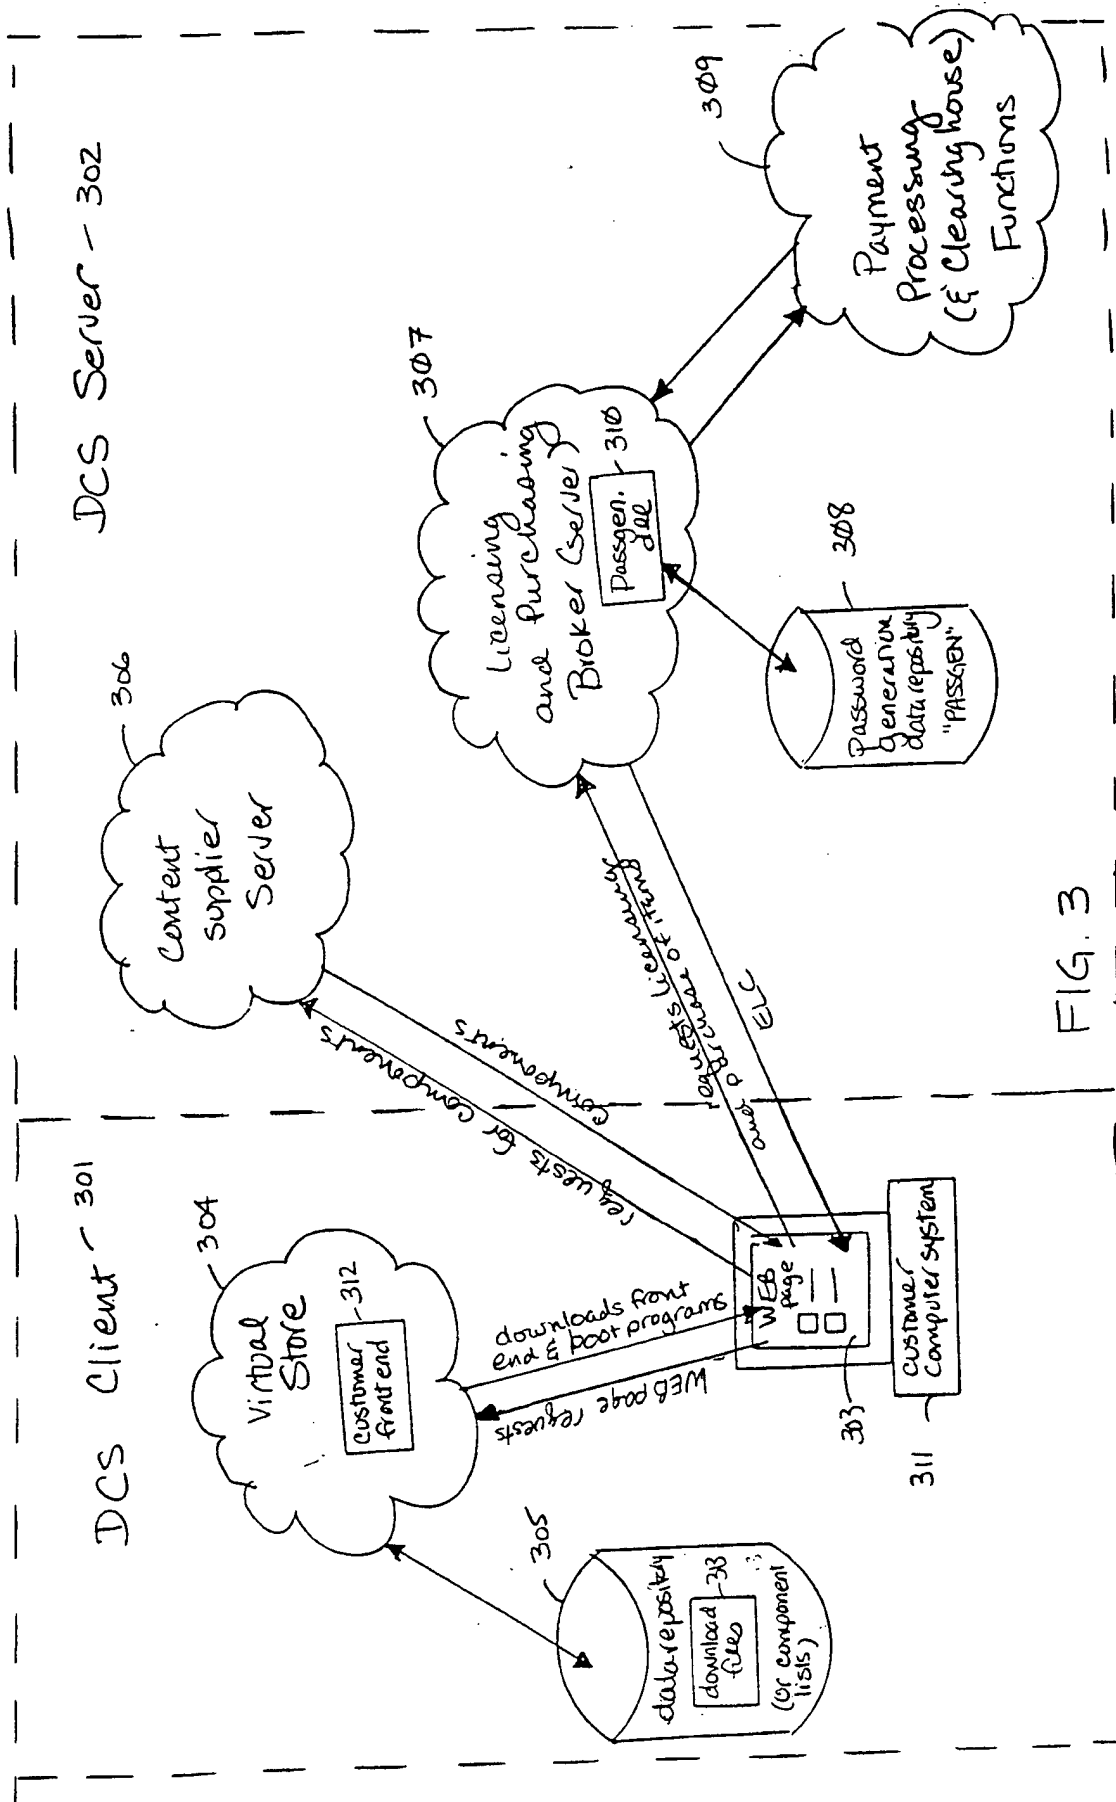 DCS Client - 301
DCS Server - 302
304
Virtual
Store
312
Customer
frontend
305
data repository
download
files
313
(or component
lists)
WEB page requests
downloads front
end & boot programs
WEB
page
303
311
Customer
Computer system
requests for components
Components
306
Content
supplier
Server
requests licensing
and purchase of items
ELC
307
Licensing
and Purchasing
Broker (server)
Passgen.
dll
310
308
Password
generation
data repository
"PASSGEN"
309
Payment
Processing
(& Clearinghouse)
Functions
FIG. 3